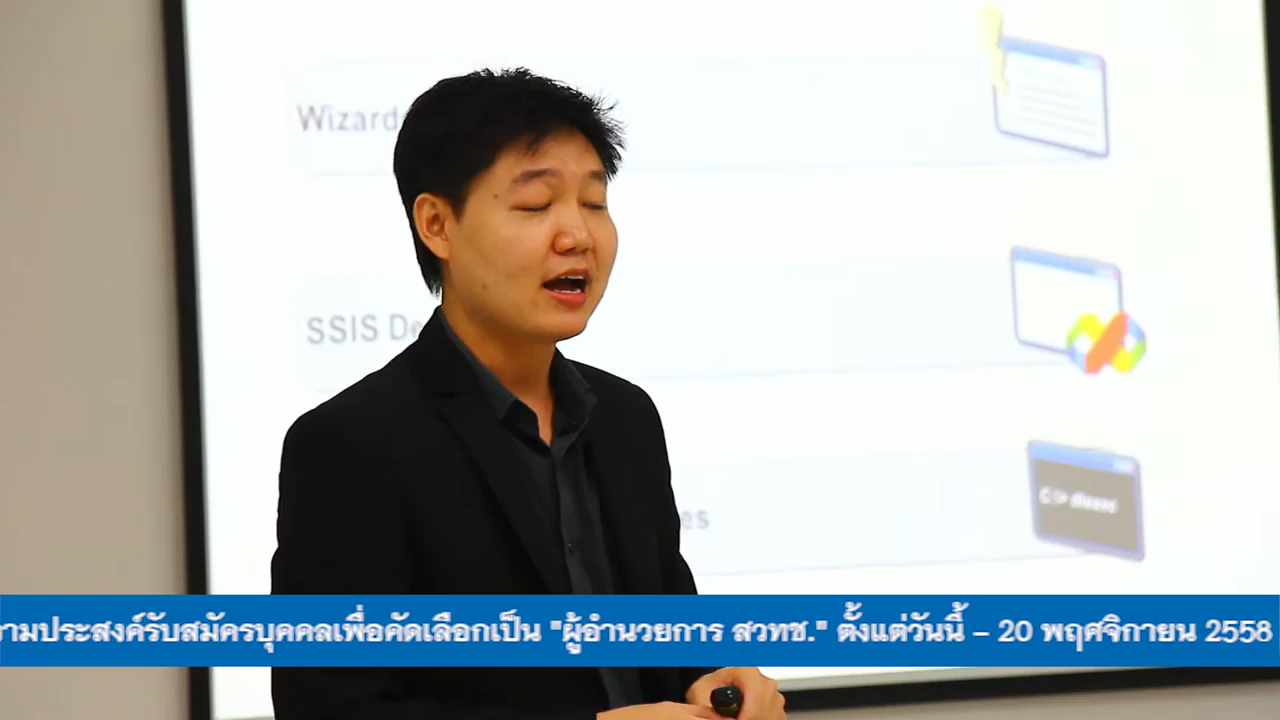 Wizards
SSIS De
es
ามประสงค์รับสมัครบุคคลเพื่อคัดเลือกเป็น "ผู้อำนวยการ สวทช." ตั้งแต่วันนี้ – 20 พฤศจิกายน 2558